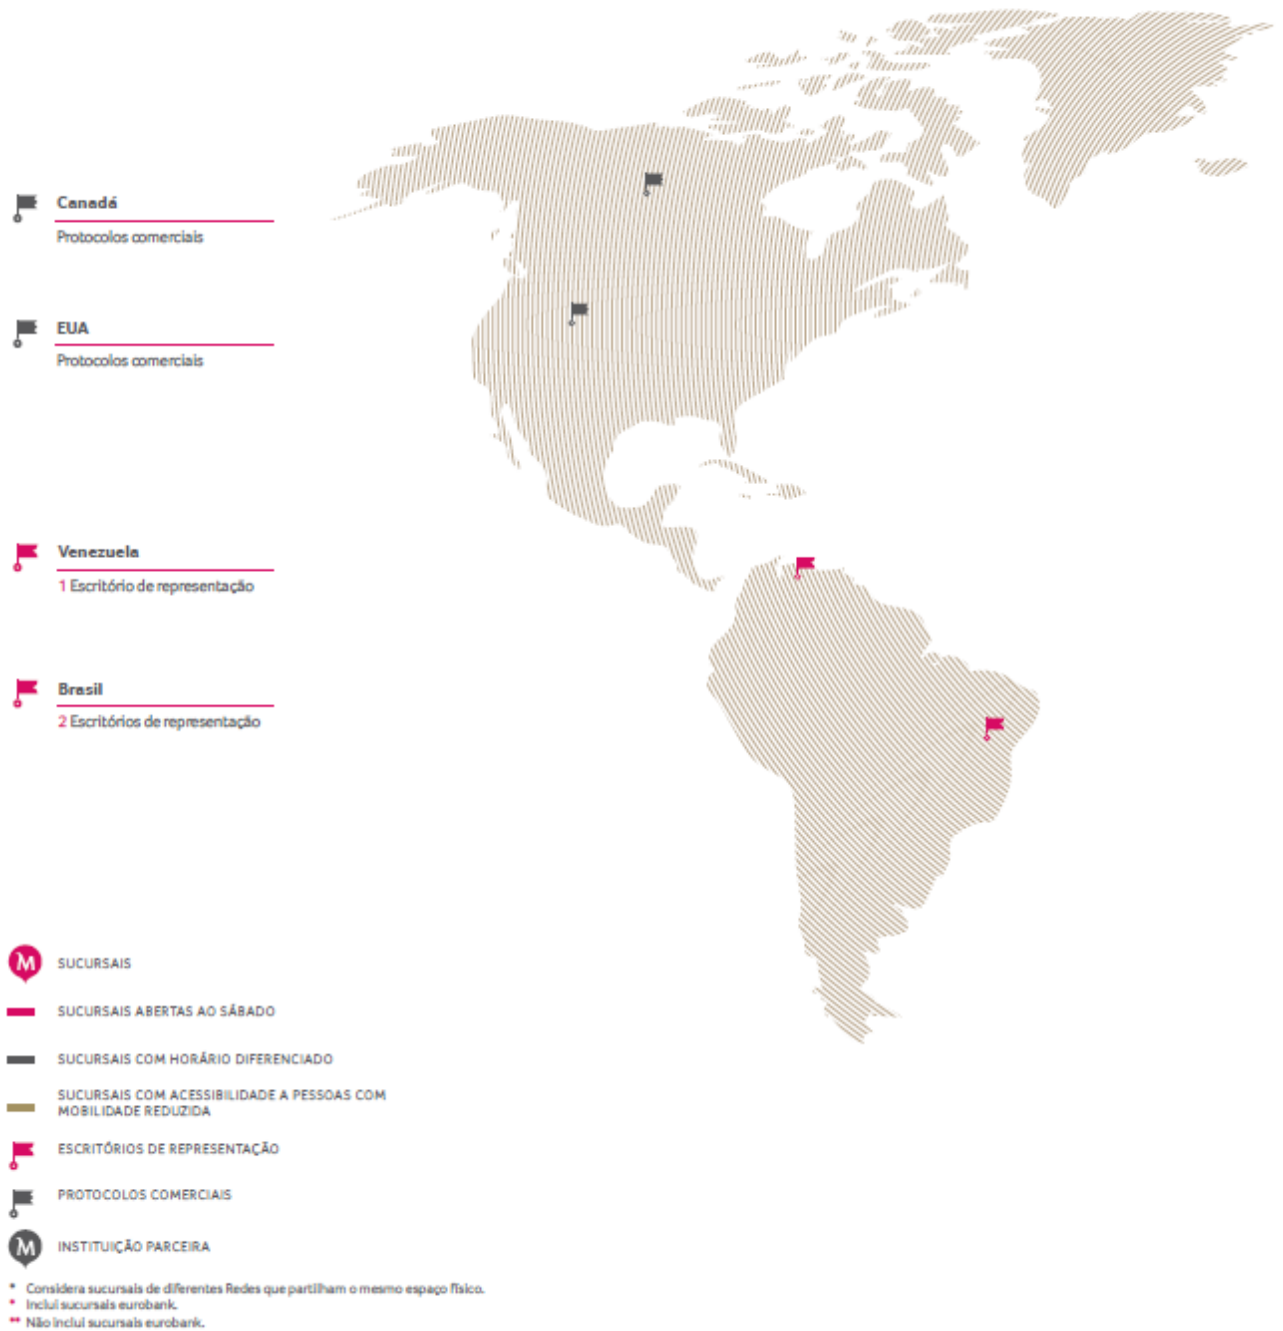 Canadá
Protocolos comerciais
EUA
Protocolos comerciais
Venezuela
1 Escritório de representação
Brasil
2 Escritórios de representação
M SUCURSAIS
SUCURSAIS ABERTAS AO SÁBADO
SUCURSAIS COM HORÁRIO DIFERENCIADO
SUCURSAIS COM ACESSIBILIDADE A PESSOAS COM
MOBILIDADE REDUZIDA
ESCRITÓRIOS DE REPRESENTAÇÃO
PROTOCOLOS COMERCIAIS
M INSTITUIÇÃO PARCEIRA
* Considera sucursais de diferentes Redes que partilham o mesmo espaço físico.
* Inclui sucursais eurobank.
** Não inclui sucursais eurobank.